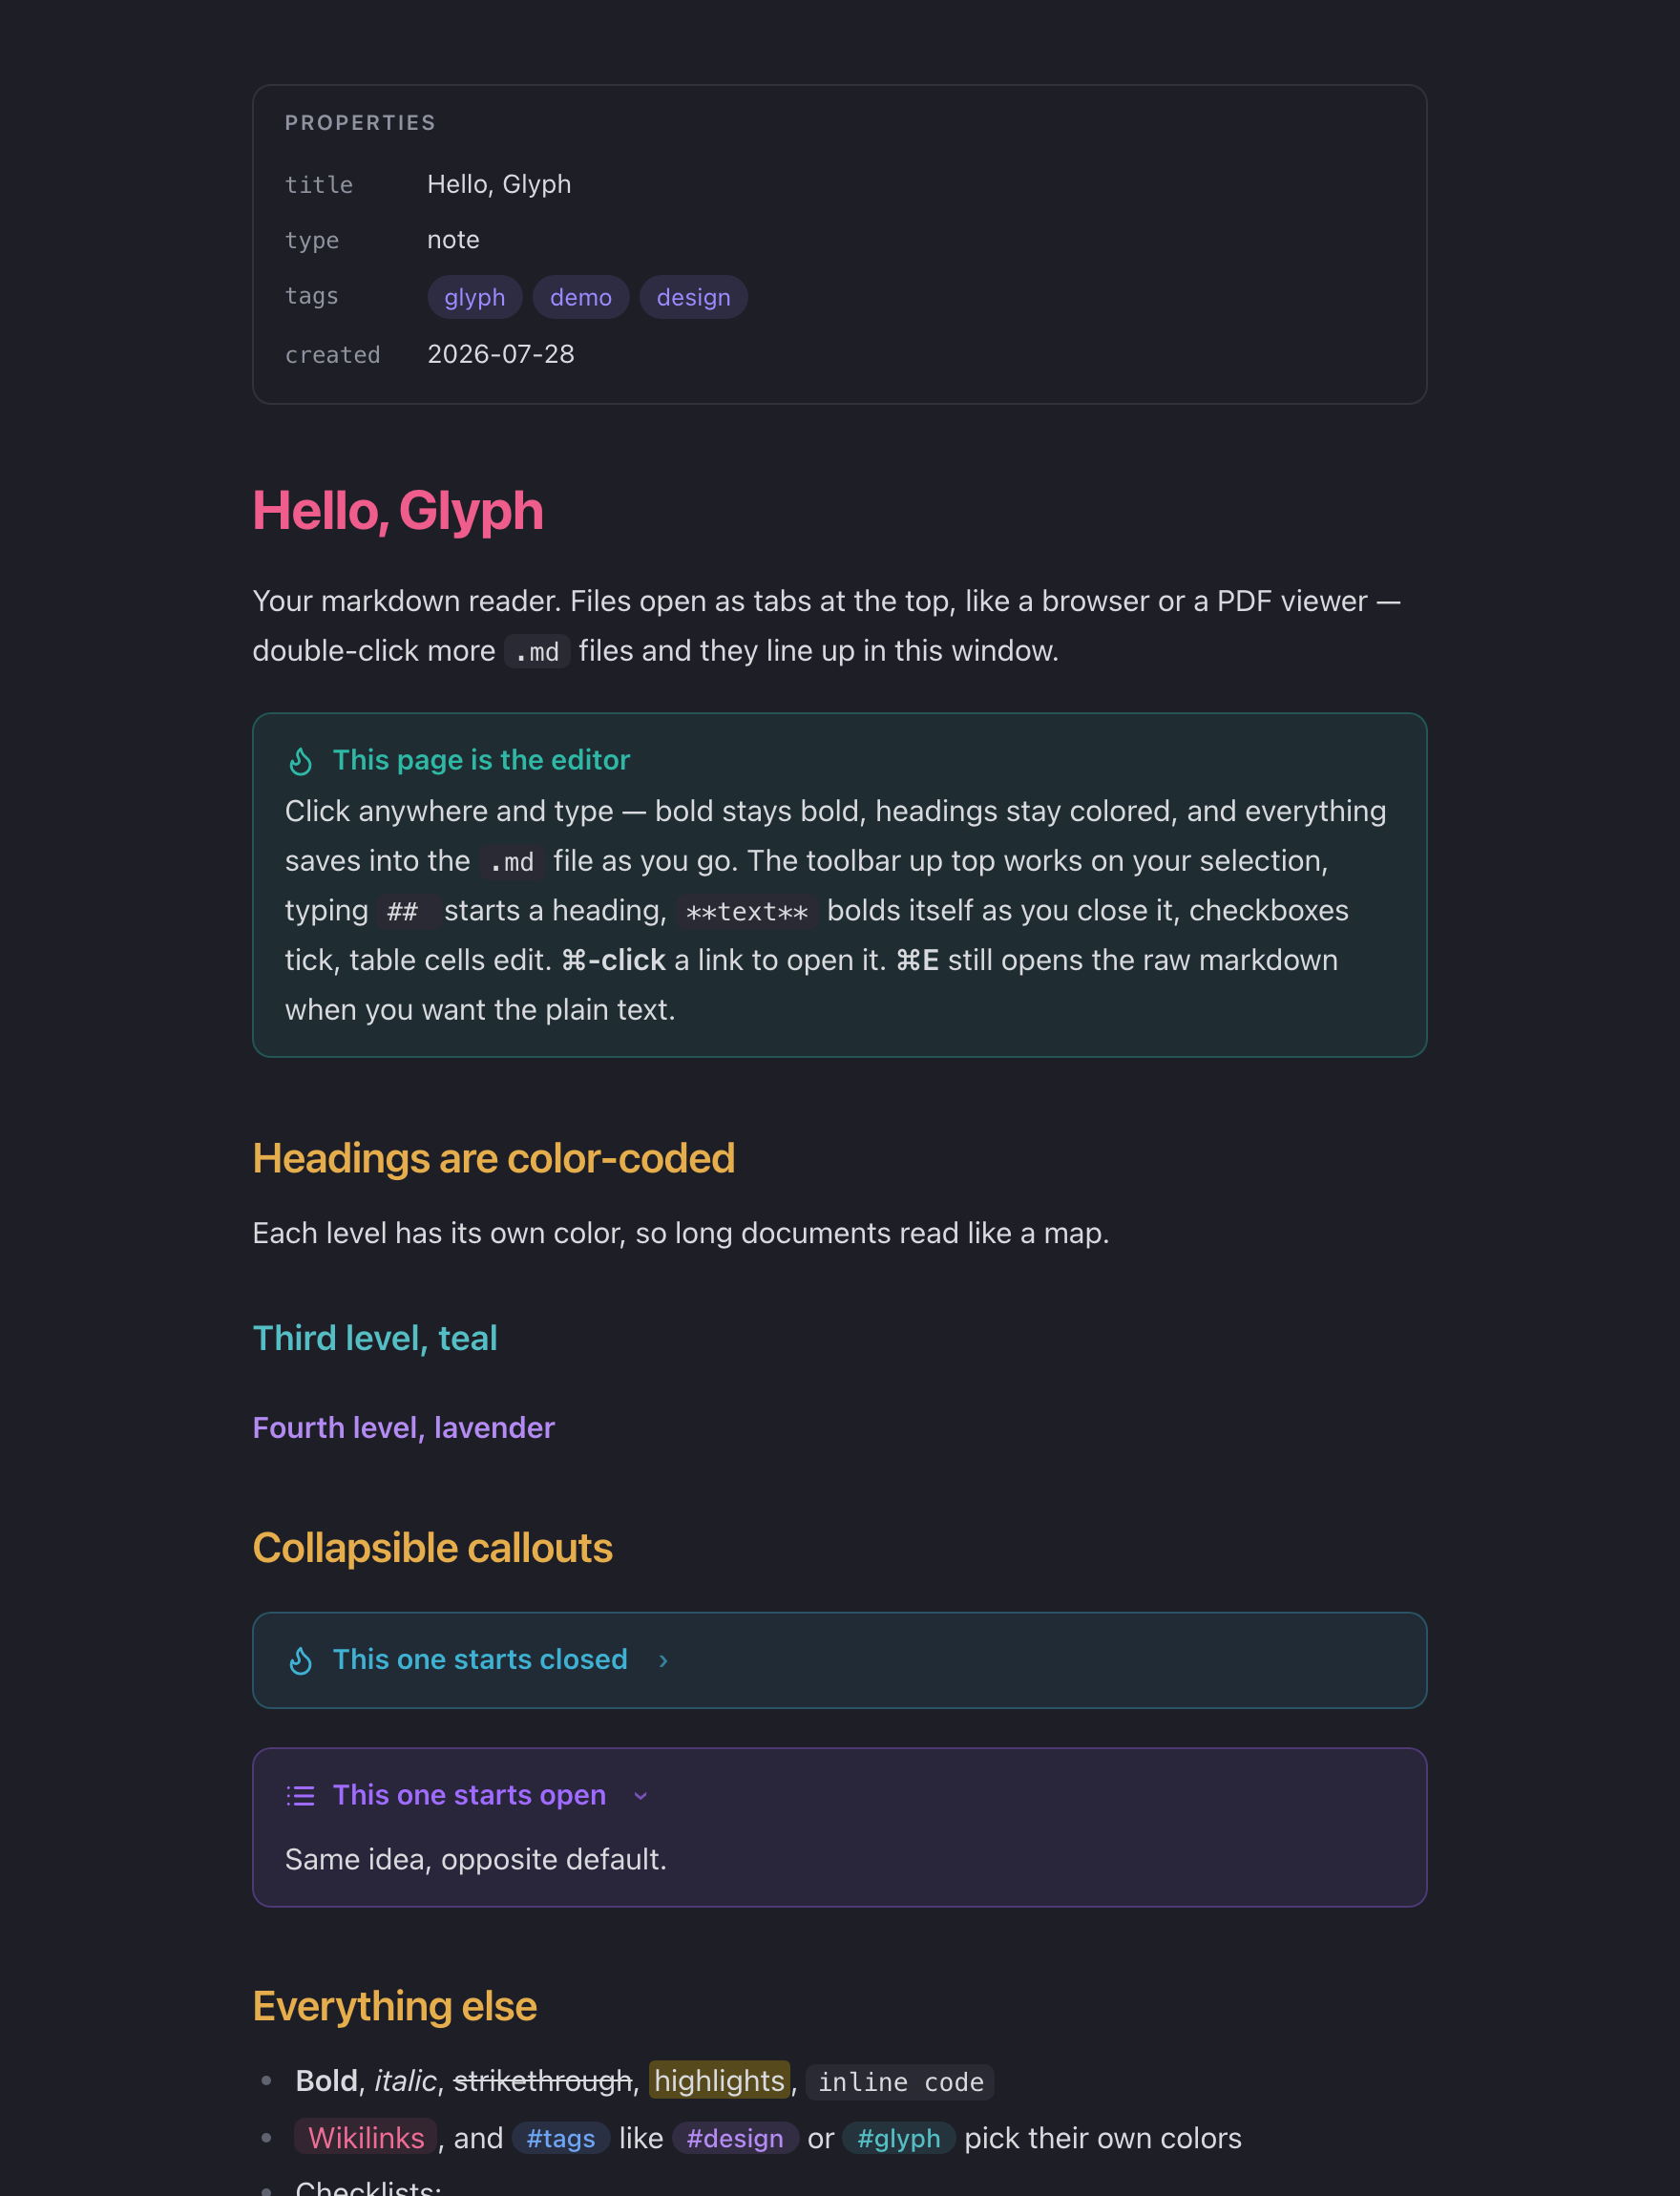 PROPERTIES
title Hello, Glyph
type note
tags glyph demo design
created 2026-07-28
Hello, Glyph
Your markdown reader. Files open as tabs at the top, like a browser or a PDF viewer —
double-click more .md files and they line up in this window.
This page is the editor
Click anywhere and type — bold stays bold, headings stay colored, and everything
saves into the .md file as you go. The toolbar up top works on your selection,
typing ## starts a heading, **text** bolds itself as you close it, checkboxes
tick, table cells edit. ⌘-click a link to open it. ⌘E still opens the raw markdown
when you want the plain text.
Headings are color-coded
Each level has its own color, so long documents read like a map.
Third level, teal
Fourth level, lavender
Collapsible callouts
This one starts closed
This one starts open
Same idea, opposite default.
Everything else
Bold, italic, strikethrough, highlights, inline code
Wikilinks, and #tags like #design or #glyph pick their own colors
Checklists: